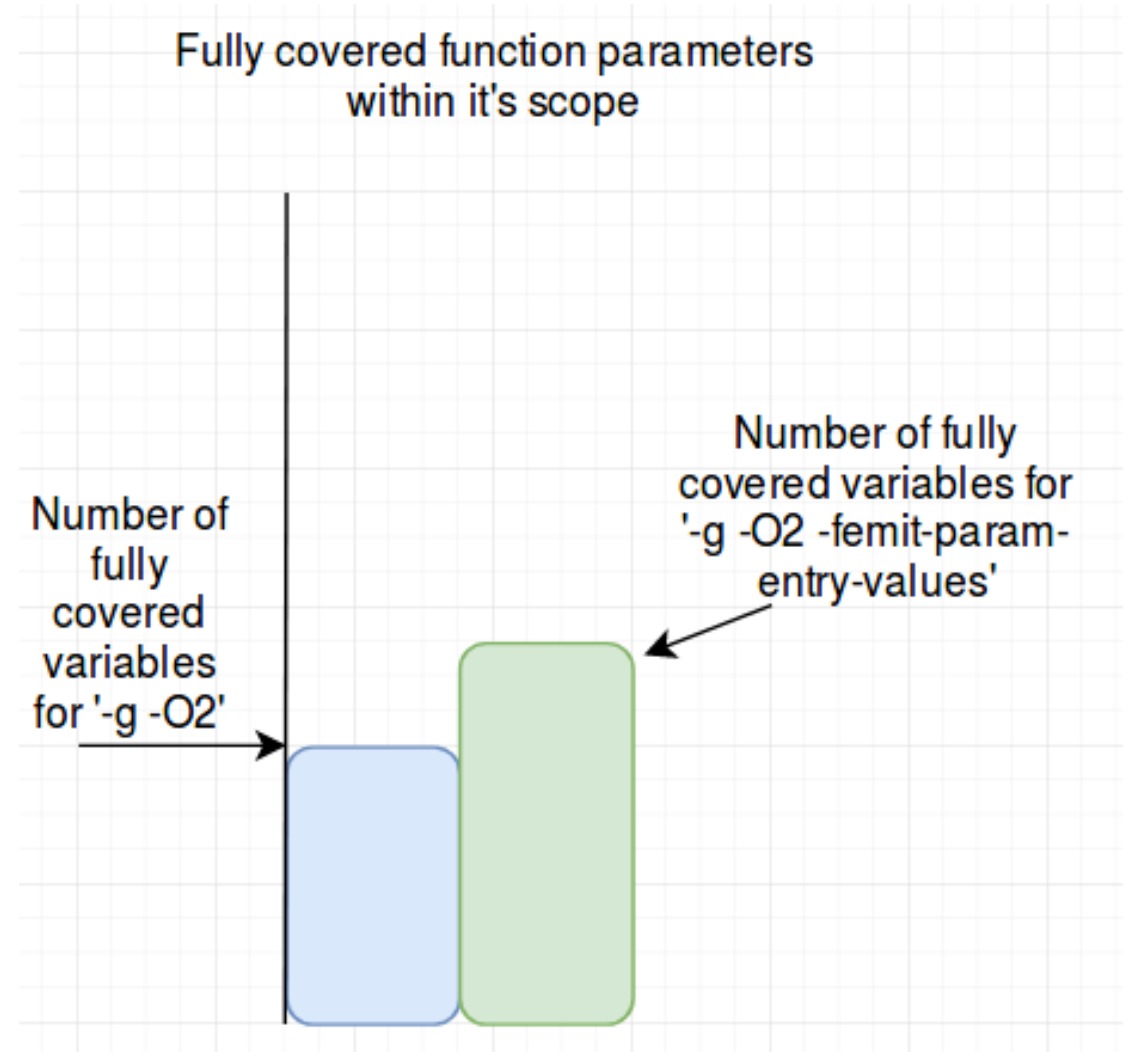 Fully covered function parameters
within it's scope
Number of
fully
covered
variables
for '-g -O2'
Number of fully
covered variables for
'-g -O2 -femit-param-
entry-values'